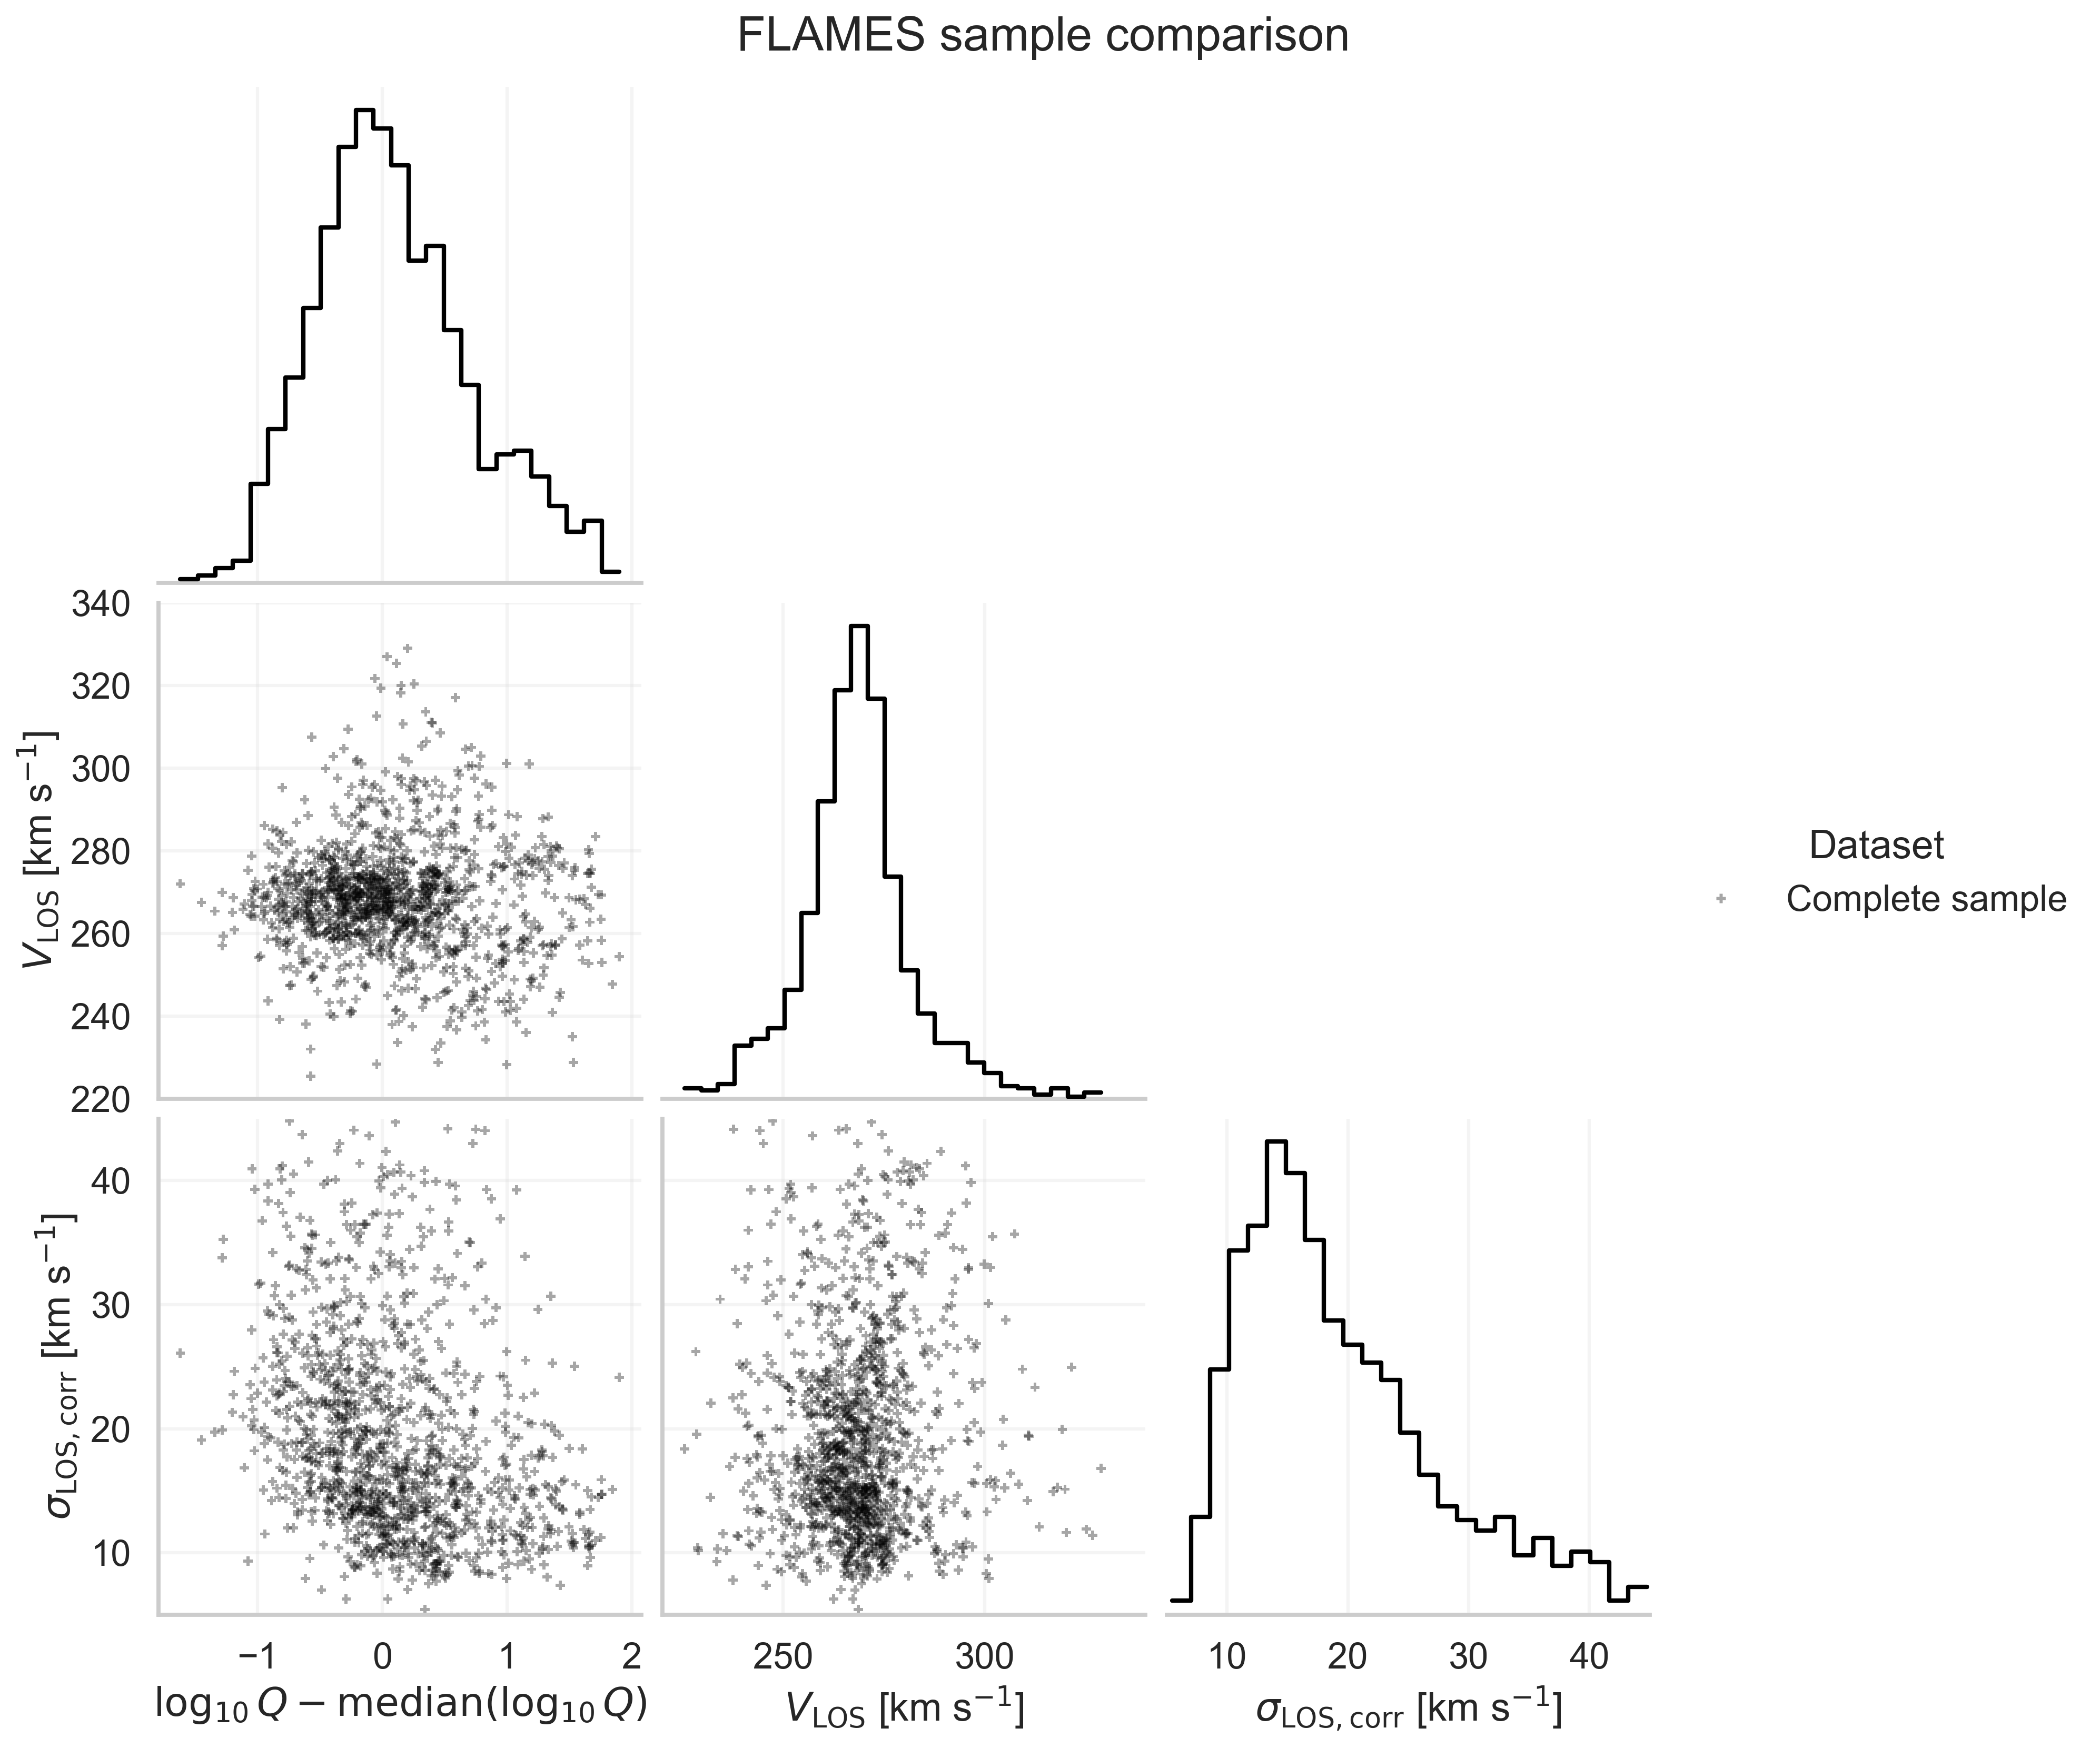 FLAMES sample comparison
340
320
300
280
260
240
220
V_LOS [km s⁻¹]
40
30
20
10
σ_LOS, corr [km s⁻¹]
−1 0 1 2
log₁₀ Q − median(log₁₀ Q)
250 300
V_LOS [km s⁻¹]
10 20 30 40
σ_LOS, corr [km s⁻¹]
Dataset
Complete sample